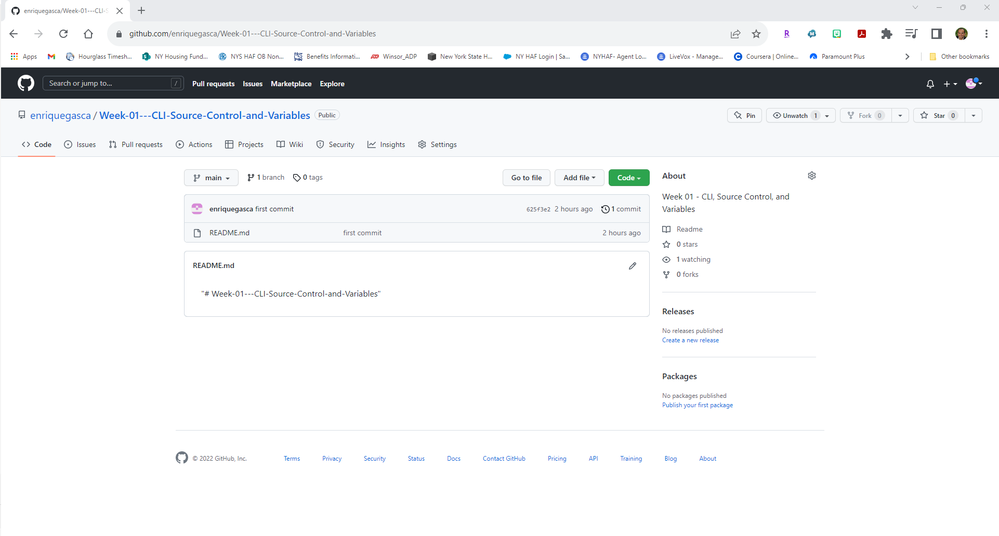 enriquegasca/Week-01---CLI-S
github.com/enriquegasca/Week-01---CLI-Source-Control-and-Variables
Apps Hourglass Timesh... NY Housing Fund... NYS HAF OB Non... Benefits Informati... Winsor_ADP New York State H... NY HAF Login | Sa... NYHAF- Agent Lo... LiveVox - Manage... Coursera | Online... Paramount Plus Other bookmarks
Search or jump to... / Pull requests Issues Marketplace Explore
enriquegasca / Week-01---CLI-Source-Control-and-Variables Public Pin Unwatch 1 Fork 0 Star 0
Code Issues Pull requests Actions Projects Wiki Security Insights Settings
main 1 branch 0 tags Go to file Add file Code
enriquegasca first commit 625f3e2 2 hours ago 1 commit
README.md first commit 2 hours ago
README.md
"# Week-01---CLI-Source-Control-and-Variables"
About
Week 01 - CLI, Source Control, and
Variables
Readme
0 stars
1 watching
0 forks
Releases
No releases published
Create a new release
Packages
No packages published
Publish your first package
© 2022 GitHub, Inc. Terms Privacy Security Status Docs Contact GitHub Pricing API Training Blog About